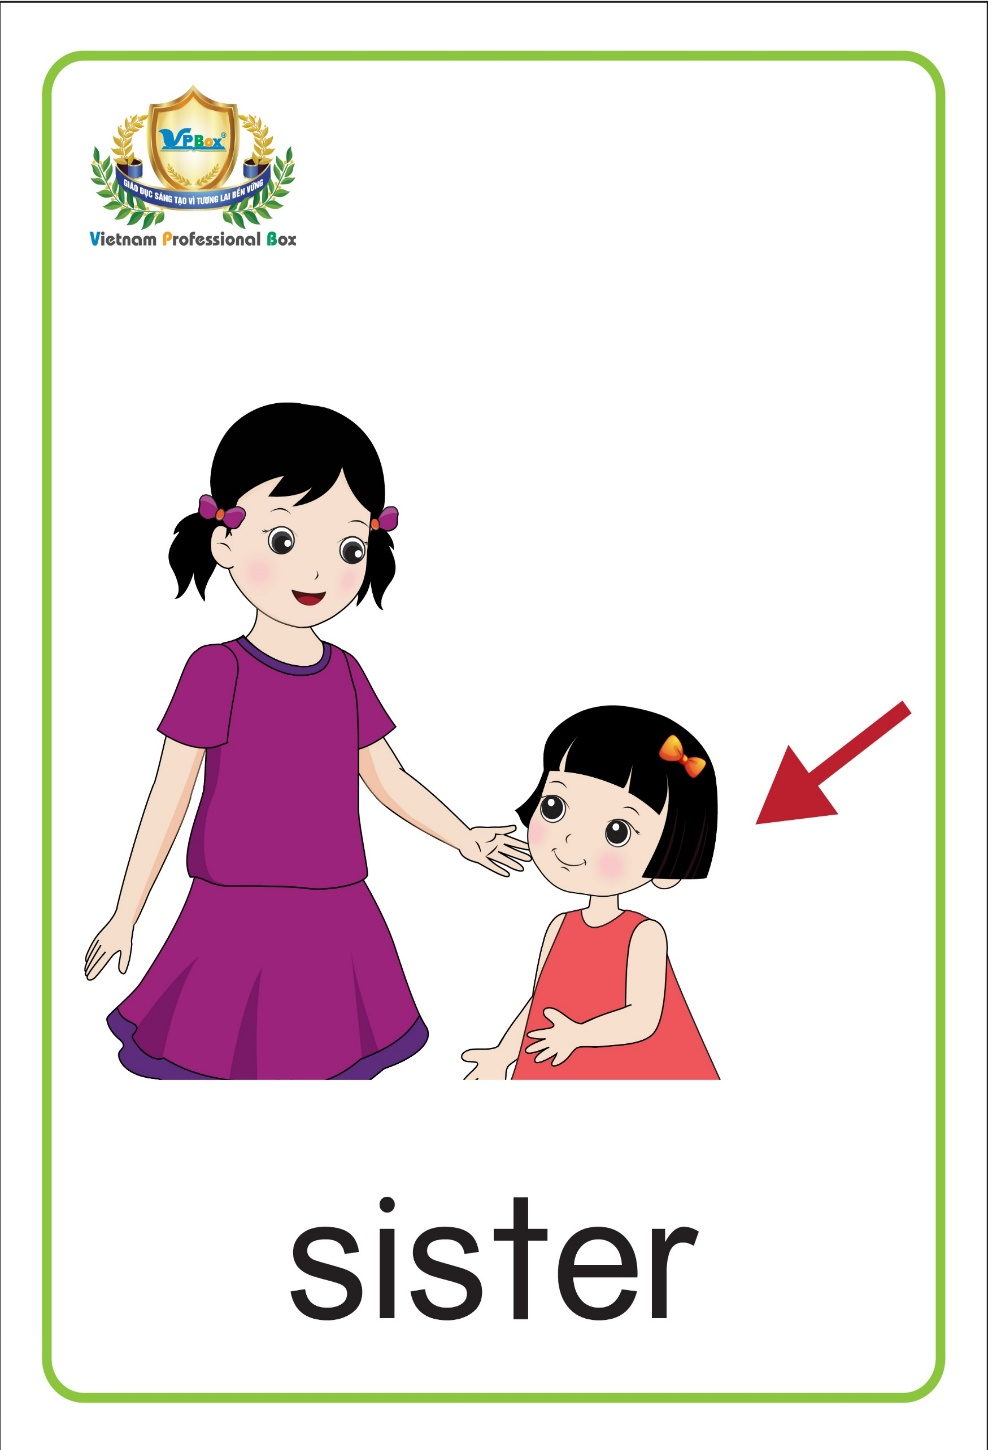 VPBox®
GIÁO DỤC SÁNG TẠO VÌ TƯƠNG LAI BỀN VỮNG
Vietnam Professional Box
sister